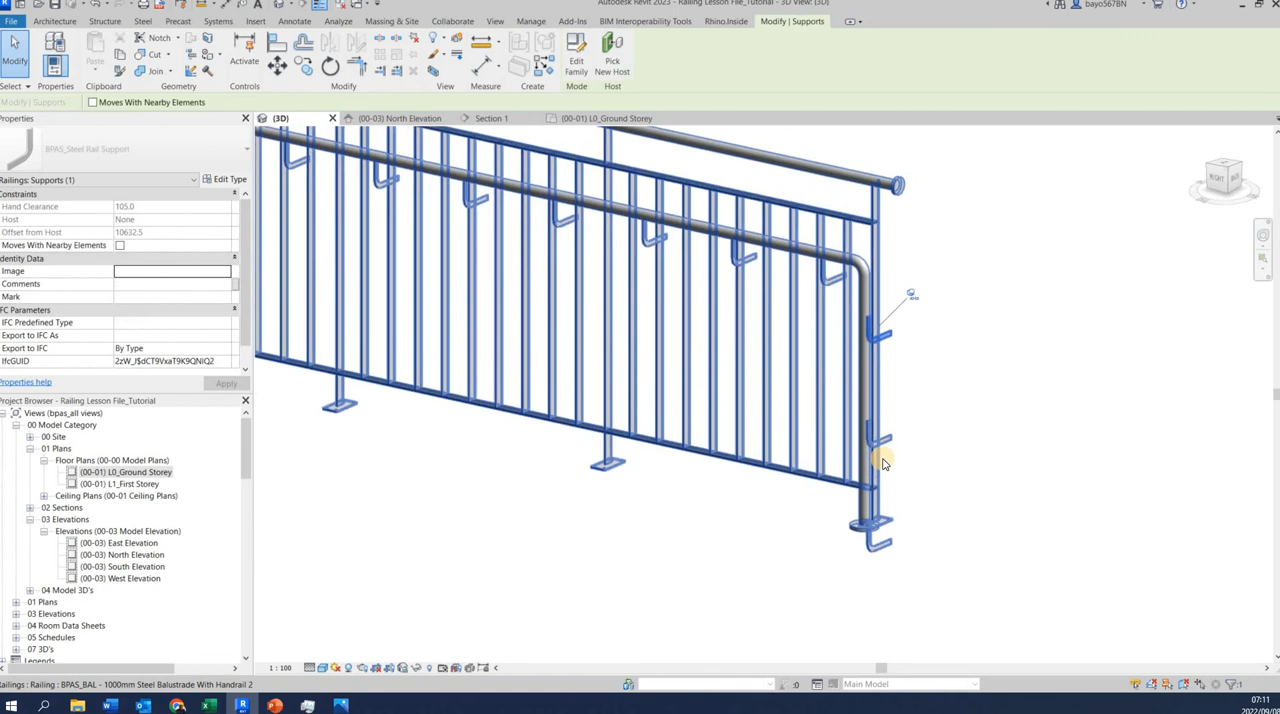 Autodesk Revit 2023 - Railing Lesson File_Tutorial - 3D View: (3D)
bayo567BN
File Architecture Structure Steel Precast Systems Insert Annotate Analyze Massing & Site Collaborate View Manage Add-Ins BIM Interoperability Tools Rhino.Inside Modify | Supports
Modify
Properties
Paste
Notch
Cut
Join
Activate
Edit
Family
Pick
New Host
Select Properties Clipboard Geometry Controls Modify View Measure Create Mode Host
Modify | Supports
Moves With Nearby Elements
Properties
(3D) (00-03) North Elevation Section 1 (00-01) L0_Ground Storey
BPAS_Steel Rail Support
Railings: Supports (1)
Edit Type
Constraints
Hand Clearance 105.0
Host None
Offset from Host 10632.5
Moves With Nearby Elements
Identity Data
Image
Comments
Mark
FC Parameters
IFC Predefined Type
Export to IFC As
Export to IFC By Type
IfcGUID 2zW_J$dCT9VxaT9K9QNIQ2
Properties help
Apply
Project Browser - Railing Lesson File_Tutorial
Views (bpas_all views)
00 Model Category
00 Site
01 Plans
Floor Plans (00-00 Model Plans)
(00-01) L0_Ground Storey
(00-01) L1_First Storey
Ceiling Plans (00-01 Ceiling Plans)
02 Sections
03 Elevations
Elevations (00-03 Model Elevation)
(00-03) East Elevation
(00-03) North Elevation
(00-03) South Elevation
(00-03) West Elevation
04 Model 3D's
01 Plans
03 Elevations
04 Room Data Sheets
05 Schedules
07 3D's
Legends
RIGHT
1 : 100
Railings : Railing : BPAS_BAL - 1000mm Steel Balustrade With Handrail 2
:0
Main Model
:1
07:11
2022/09/08